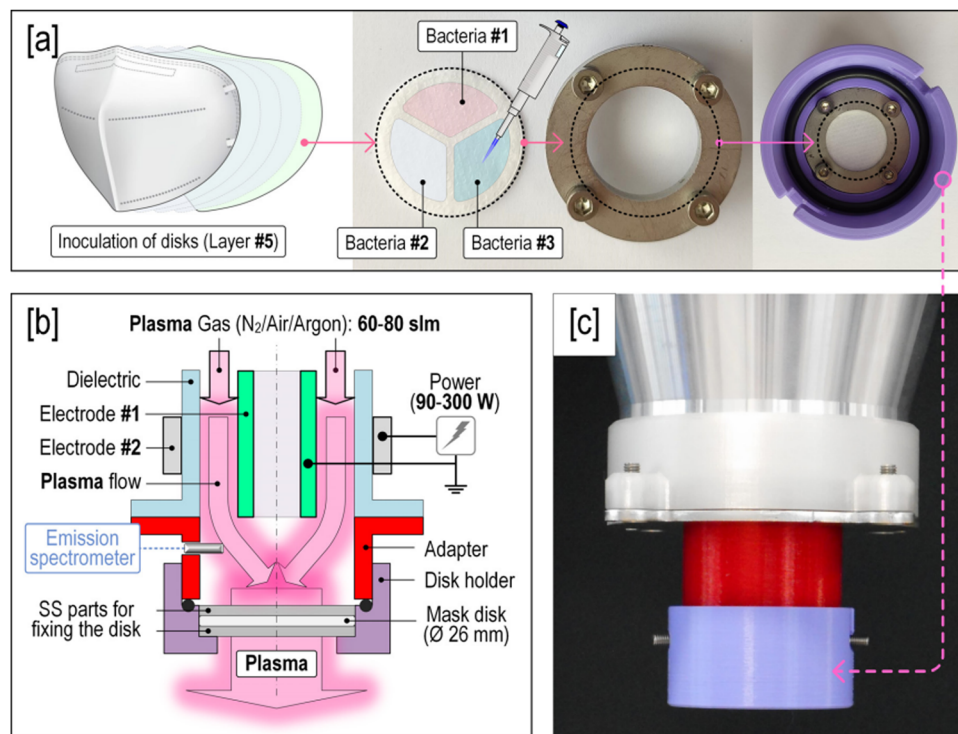 [a]
Bacteria #1
Bacteria #2
Bacteria #3
Inoculation of disks (Layer #5)
[b]
Plasma Gas (N₂/Air/Argon): 60-80 slm
Dielectric
Electrode #1
Electrode #2
Plasma flow
Power
(90-300 W)
Emission
spectrometer
Adapter
Disk holder
SS parts for
fixing the disk
Mask disk
(Ø 26 mm)
Plasma
[c]